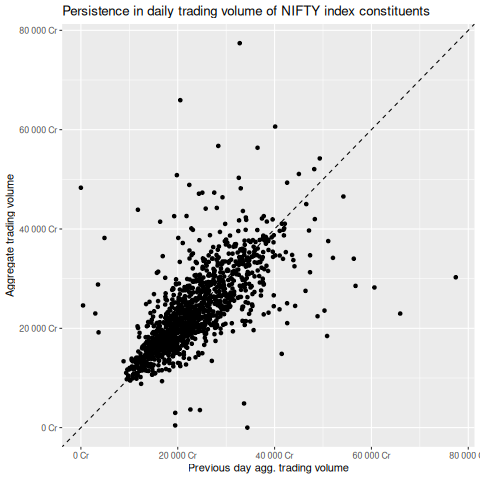 Persistence in daily trading volume of NIFTY index constituents
80 000 Cr
60 000 Cr
40 000 Cr
20 000 Cr
0 Cr
Aggregate trading volume
0 Cr 20 000 Cr 40 000 Cr 60 000 Cr 80 000 C
Previous day agg. trading volume